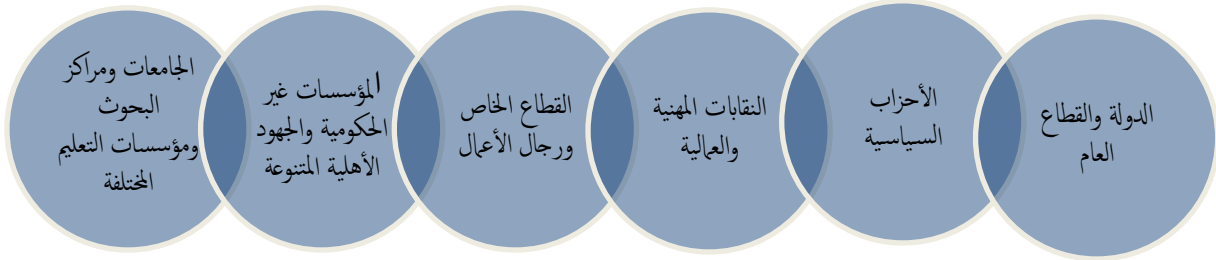 الدولة والقطاع
العام
الأحزاب
السياسية
النقابات المهنية
والعمالية
القطاع الخاص
ورجال الأعمال
المؤسسات غير
الحكومية والجهود
الأهلية المتنوعة
الجامعات ومراكز
البحوث
ومؤسسات التعليم
المختلفة